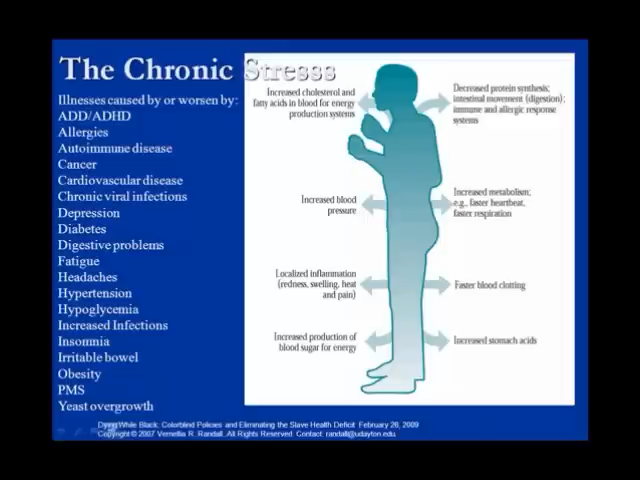 The Chronic Stresss
Illnesses caused by or worsen by:
ADD/ADHD
Allergies
Autoimmune disease
Cancer
Cardiovascular disease
Chronic viral infections
Depression
Diabetes
Digestive problems
Fatigue
Headaches
Hypertension
Hypoglycemia
Increased Infections
Insomnia
Irritable bowel
Obesity
PMS
Yeast overgrowth
Increased cholesterol and
fatty acids in blood for energy
production systems
Decreased protein synthesis;
intestinal movement (digestion);
immune and allergic response
systems
Increased blood
pressure
Increased metabolism;
e.g., faster heartbeat,
faster respiration
Localized inflammation
(redness, swelling, heat
and pain)
Faster blood clotting
Increased production of
blood sugar for energy
Increased stomach acids
Dying While Black: Colorblind Policies and Eliminating the Slave Health Deficit February 26, 2009
Copyright © 2007 Vernellia R. Randall. All Rights Reserved. Contact: randall@udayton.edu